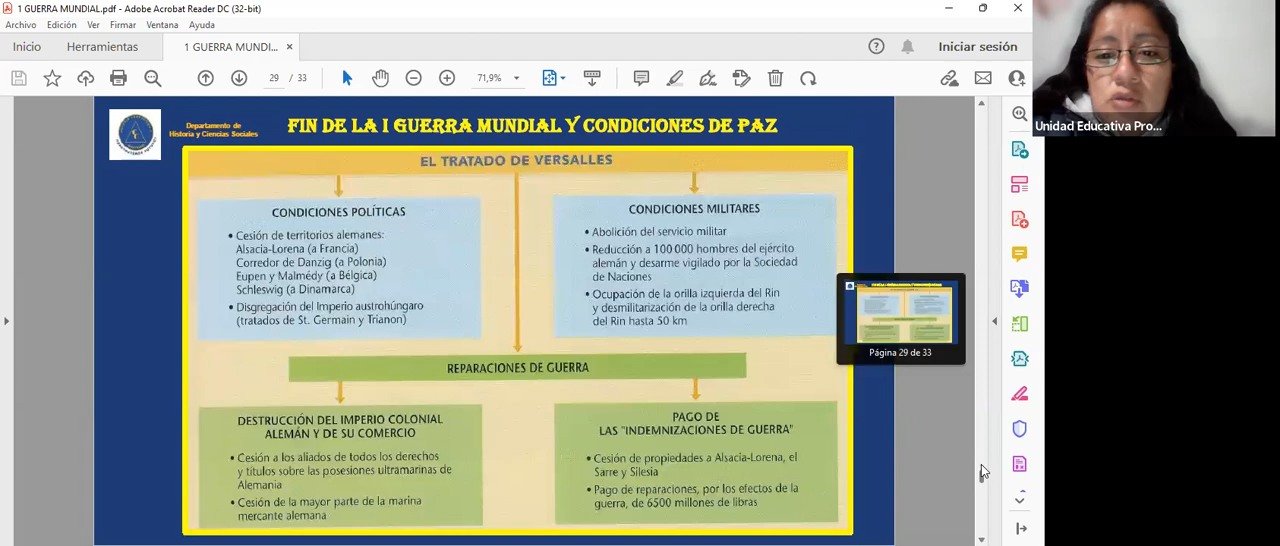 1 GUERRA MUNDIAL.pdf - Adobe Acrobat Reader DC (32-bit)
Archivo Edición Ver Firmar Ventana Ayuda
Inicio Herramientas 1 GUERRA MUNDI... × Iniciar sesión
29 / 33 71,9%
Unidad Educativa Pro...
Departamento de
Historia y Ciencias Sociales
FIN DE LA I GUERRA MUNDIAL Y CONDICIONES DE PAZ
EL TRATADO DE VERSALLES
CONDICIONES POLÍTICAS
• Cesión de territorios alemanes:
Alsacia-Lorena (a Francia)
Corredor de Danzig (a Polonia)
Eupen y Malmédy (a Bélgica)
Schleswig (a Dinamarca)
• Disgregación del Imperio austrohúngaro
(tratados de St. Germain y Trianon)
CONDICIONES MILITARES
• Abolición del servicio militar
• Reducción a 100 000 hombres del ejército
alemán y desarme vigilado por la Sociedad
de Naciones
• Ocupación de la orilla izquierda del Rin
y desmilitarización de la orilla derecha
del Rin hasta 50 km
Página 29 de 33
REPARACIONES DE GUERRA
DESTRUCCIÓN DEL IMPERIO COLONIAL
ALEMÁN Y DE SU COMERCIO
• Cesión a los aliados de todos los derechos
y títulos sobre las posesiones ultramarinas de
Alemania
• Cesión de la mayor parte de la marina
mercante alemana
PAGO DE
LAS "INDEMNIZACIONES DE GUERRA"
• Cesión de propiedades a Alsacia-Lorena, el
Sarre y Silesia
• Pago de reparaciones, por los efectos de la
guerra, de 6500 millones de libras